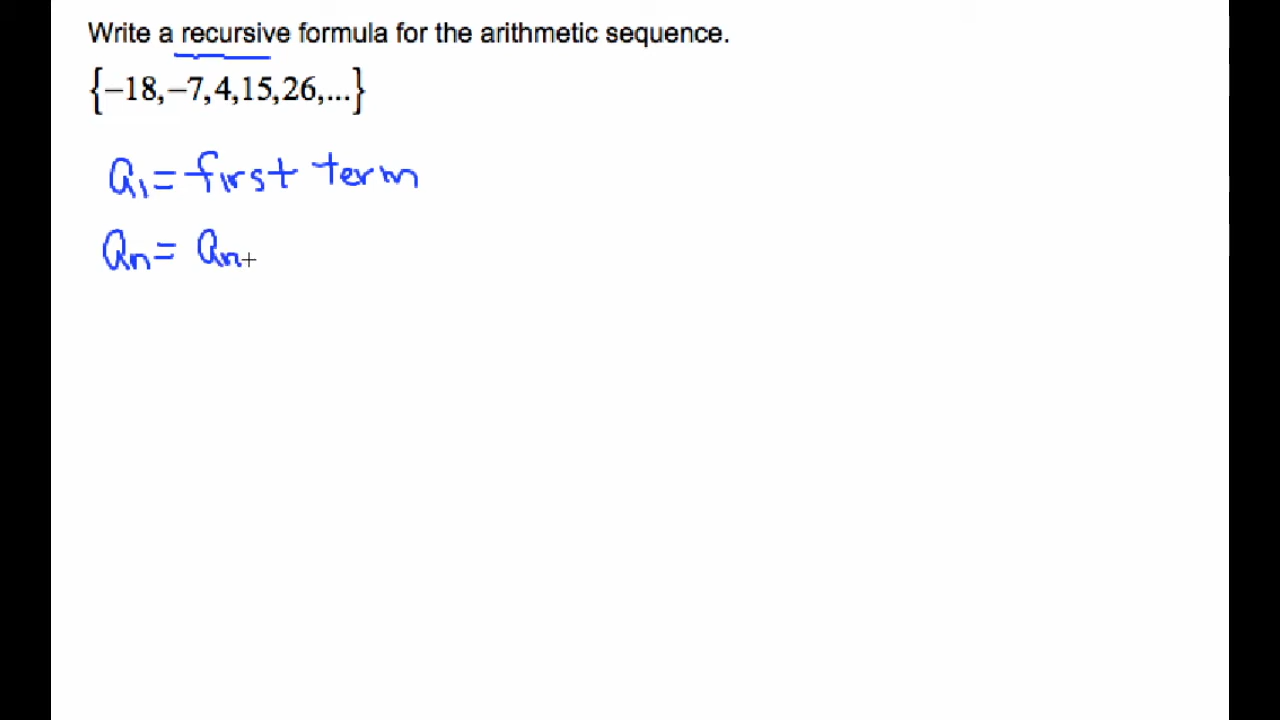 Write a recursive formula for the arithmetic sequence.
{−18,−7,4,15,26,...}
a₁ = first term
aₙ = aₙ